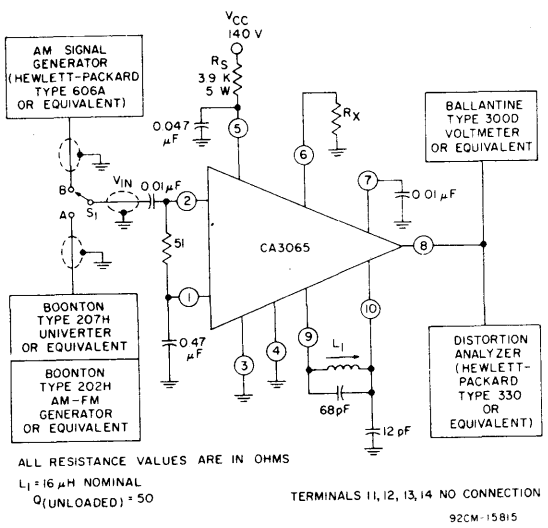 AM SIGNAL
GENERATOR
(HEWLETT-PACKARD
TYPE 606A
OR EQUIVALENT)
VCC
140 V
RS
3.9 K
5 W
0.047
μF
5
6
RX
BALLANTINE
TYPE 300D
VOLTMETER
OR EQUIVALENT
7
0.01 μF
B
S1
A
VIN
0.01 μF
2
51
1
0.47
μF
CA3065
8
3
4
9
10
L1
68 pF
12 pF
BOONTON
TYPE 207H
UNIVERTER
OR EQUIVALENT
BOONTON
TYPE 202H
AM-FM
GENERATOR
OR EQUIVALENT
DISTORTION
ANALYZER
(HEWLETT-
PACKARD
TYPE 330
OR
EQUIVALENT)
ALL RESISTANCE VALUES ARE IN OHMS
L1 = 16 μH NOMINAL
Q(UNLOADED) = 50
TERMINALS 11, 12, 13, 14 NO CONNECTION
92CM-15815